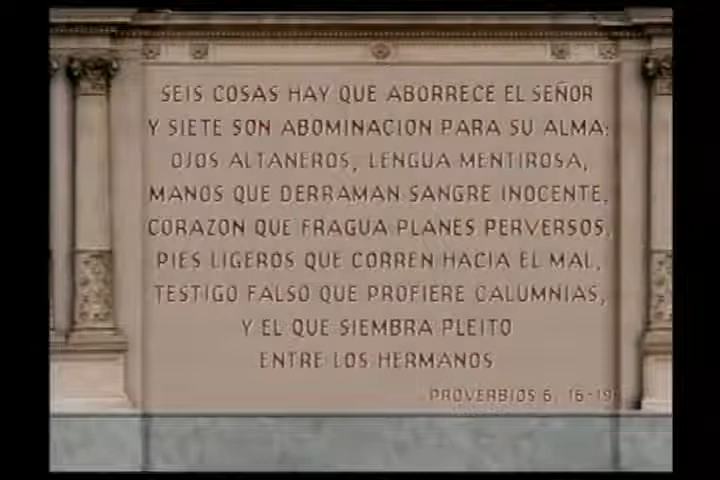 SEIS COSAS HAY QUE ABORRECE EL SEÑOR
Y SIETE SON ABOMINACION PARA SU ALMA:
OJOS ALTANEROS, LENGUA MENTIROSA,
MANOS QUE DERRAMAN SANGRE INOCENTE,
CORAZON QUE FRAGUA PLANES PERVERSOS,
PIES LIGEROS QUE CORREN HACIA EL MAL,
TESTIGO FALSO QUE PROFIERE CALUMNIAS,
Y EL QUE SIEMBRA PLEITO
ENTRE LOS HERMANOS
PROVERBIOS 6, 16-19